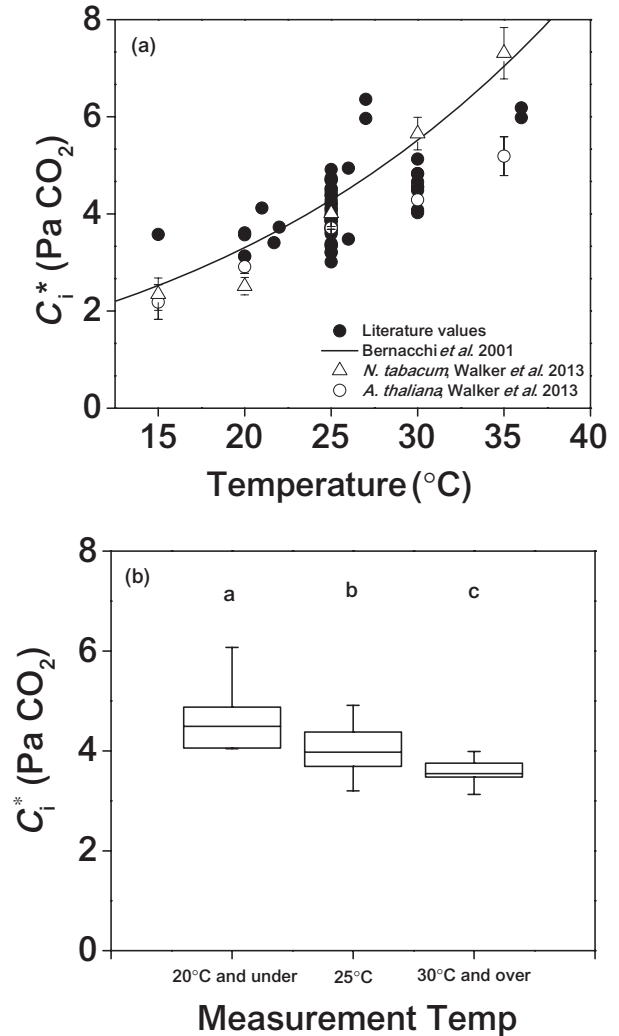 8
(a)
6
4
2
0
C_i* (Pa CO₂)
Literature values
Bernacchi et al. 2001
N. tabacum, Walker et al. 2013
A. thaliana, Walker et al. 2013
15 20 25 30 35 40
Temperature (°C)
8
(b)
a b c
6
4
2
0
C_i* (Pa CO₂)
20°C and under 25°C 30°C and over
Measurement Temp